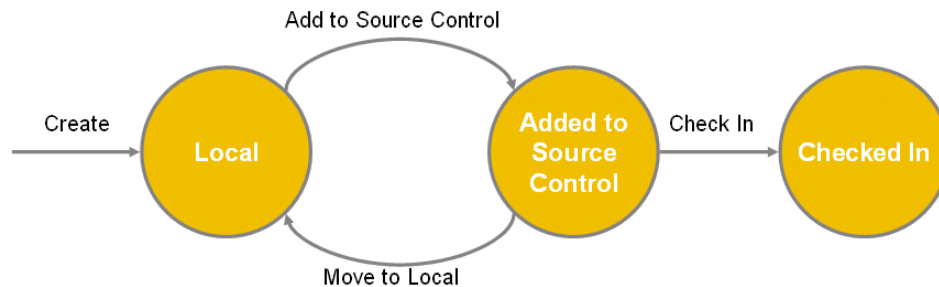 Add to Source Control
Create
Local
Added to
Source
Control
Check In
Checked In
Move to Local